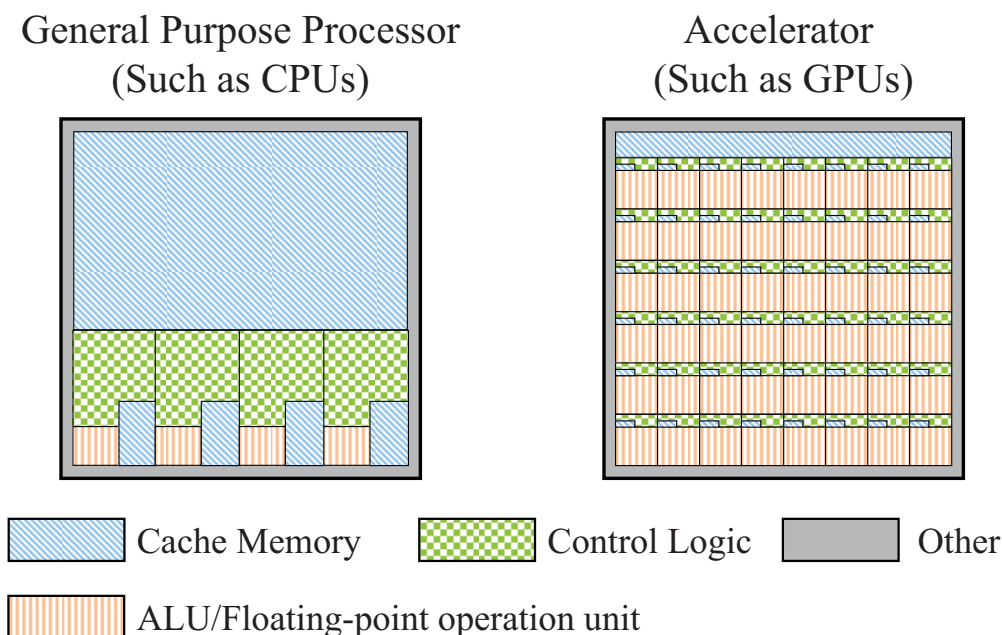 General Purpose Processor
(Such as CPUs)
Accelerator
(Such as GPUs)
Cache Memory
Control Logic
Other
ALU/Floating-point operation unit